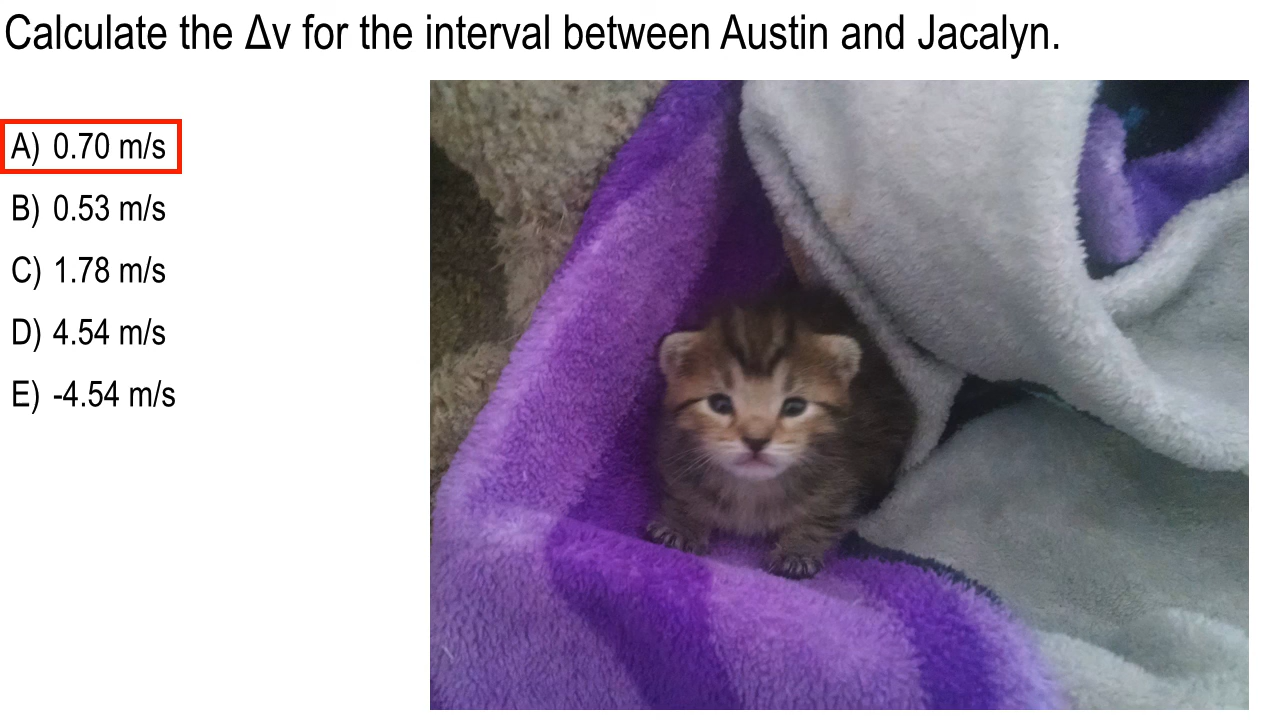 Calculate the Δv for the interval between Austin and Jacalyn.
A) 0.70 m/s
B) 0.53 m/s
C) 1.78 m/s
D) 4.54 m/s
E) -4.54 m/s